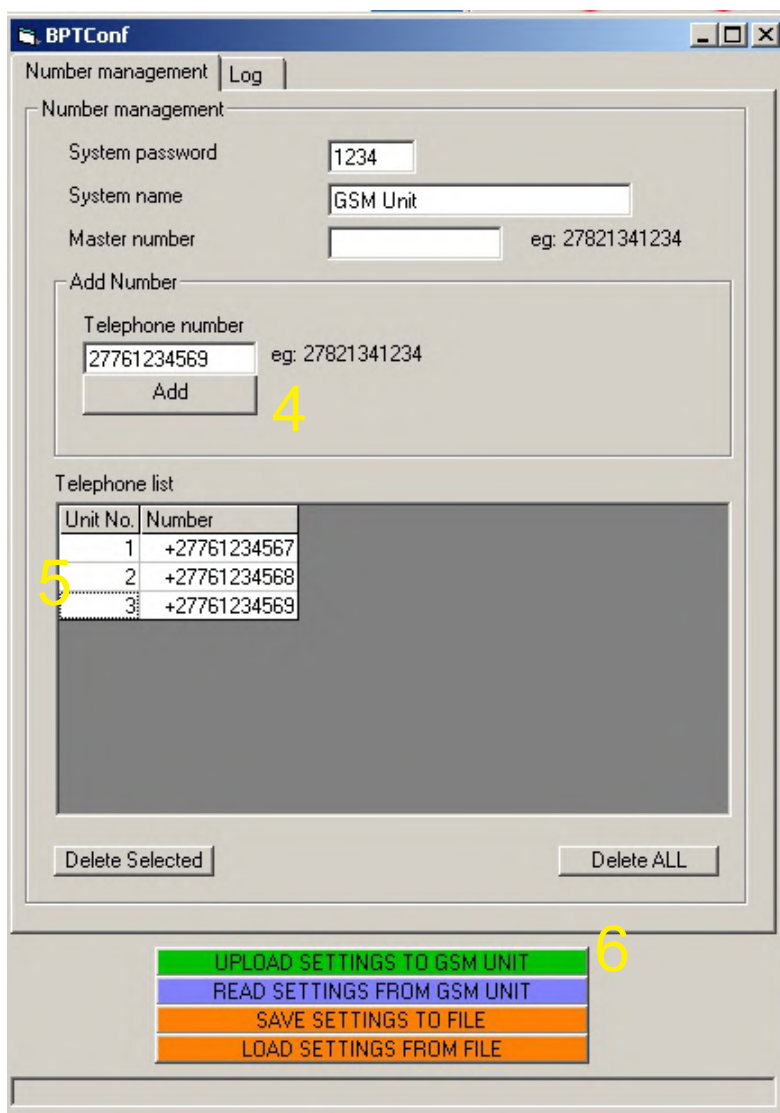 BPTConf
Number management Log
Number management
System password 1234
System name GSM Unit
Master number eg: 27821341234
Add Number
Telephone number
27761234569 eg: 27821341234
Add
4
Telephone list
Unit No. Number
1 +27761234567
5
2 +27761234568
3 +27761234569
Delete Selected Delete ALL
6
UPLOAD SETTINGS TO GSM UNIT
READ SETTINGS FROM GSM UNIT
SAVE SETTINGS TO FILE
LOAD SETTINGS FROM FILE